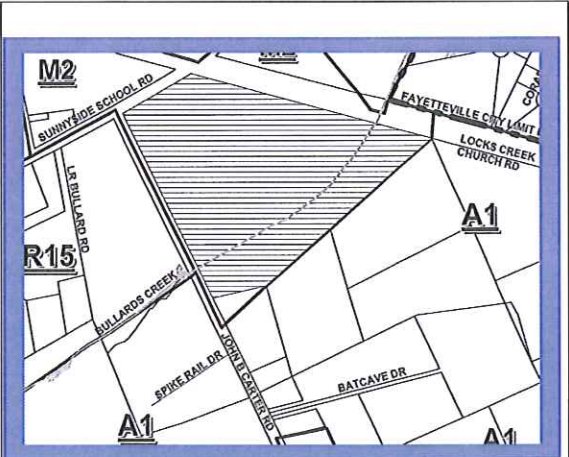 M2
M2
SUNNYSIDE SCHOOL RD
FAYETTEVILLE CITY LIMIT
LOCKS CREEK
CHURCH RD
LR BULLARD RD
A1
R15
BULLARDS CREEK
JOHN B CARTER RD
SPIKE RAIL DR
BATCAVE DR
A1
A1